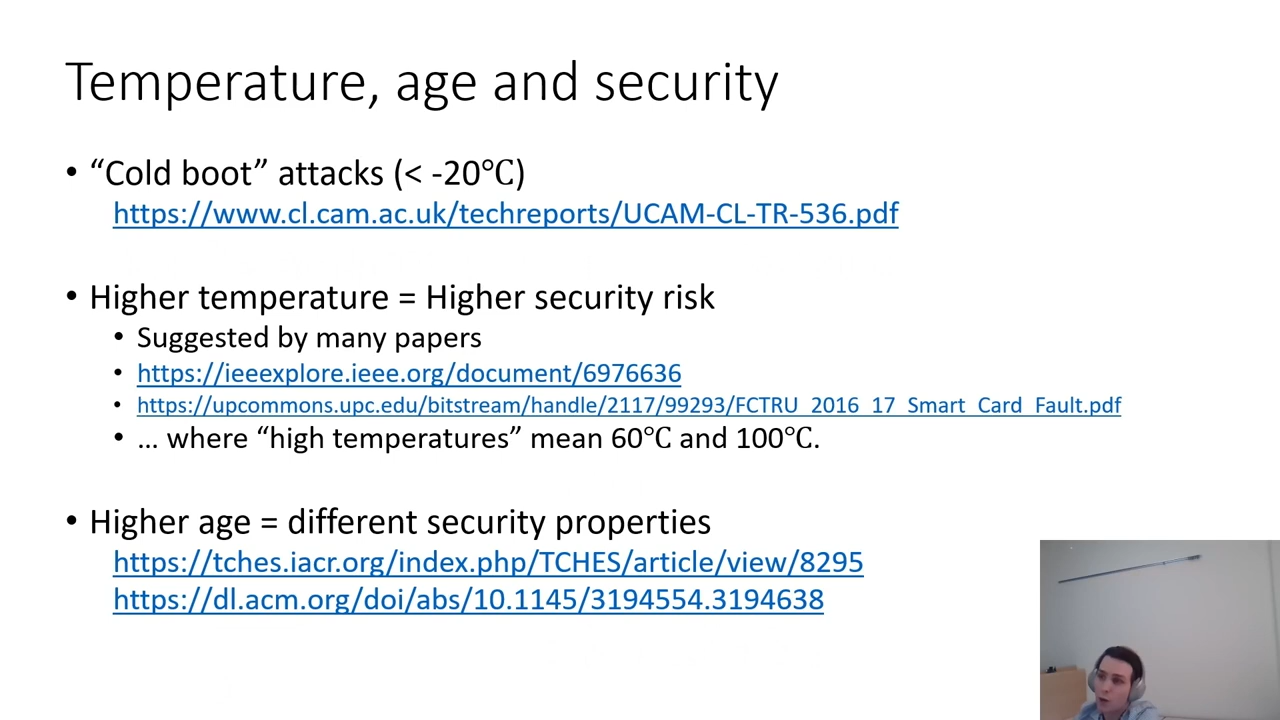 Temperature, age and security
• “Cold boot” attacks (< -20℃)
https://www.cl.cam.ac.uk/techreports/UCAM-CL-TR-536.pdf
• Higher temperature = Higher security risk
• Suggested by many papers
• https://ieeexplore.ieee.org/document/6976636
• https://upcommons.upc.edu/bitstream/handle/2117/99293/FCTRU_2016_17_Smart_Card_Fault.pdf
• … where “high temperatures” mean 60℃ and 100℃.
• Higher age = different security properties
https://tches.iacr.org/index.php/TCHES/article/view/8295
https://dl.acm.org/doi/abs/10.1145/3194554.3194638